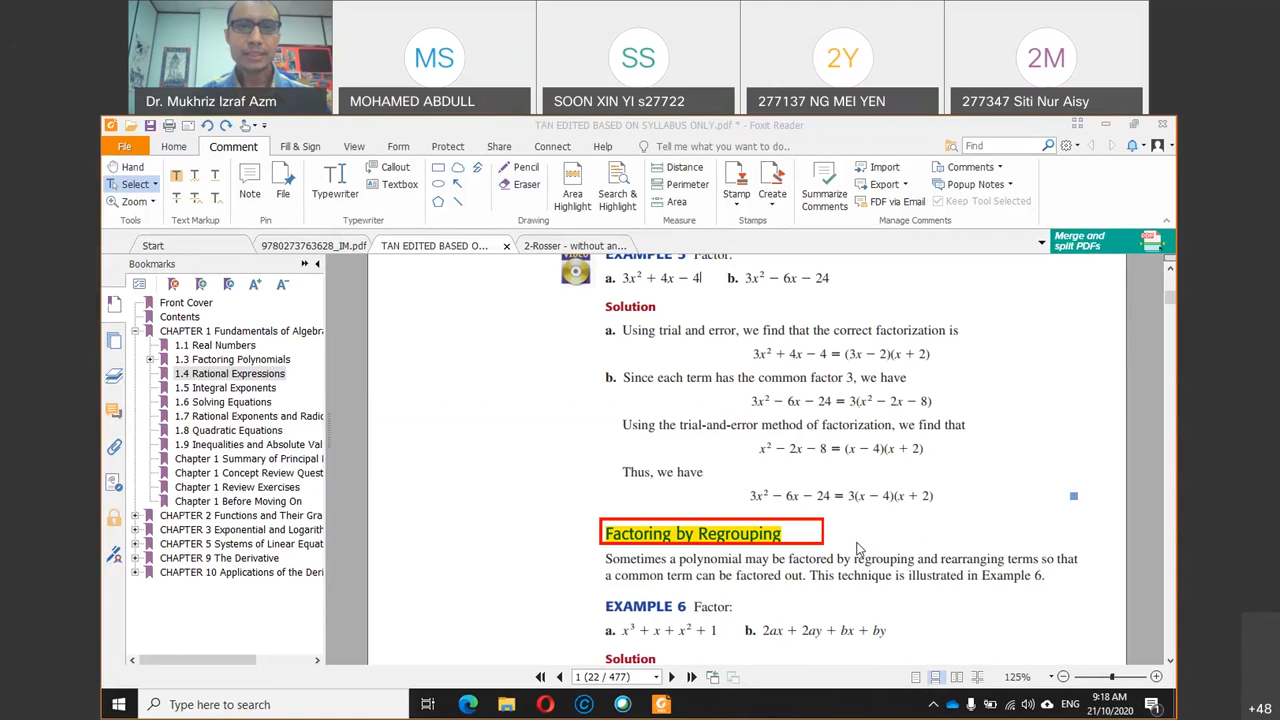 MS
SS
2Y
2M
Dr. Mukhriz Izraf Azm
MOHAMED ABDULL
SOON XIN YI s27722
277137 NG MEI YEN
277347 Siti Nur Aisy
TAN EDITED BASED ON SYLLABUS ONLY.pdf * - Foxit Reader
File Home Comment Fill & Sign View Form Protect Share Connect Help Tell me what you want to do... Find
Hand
Select
Zoom
Tools
Text Markup
Note
File
Pin
Typewriter
Callout
Textbox
Typewriter
Pencil
Eraser
Drawing
Area Highlight
Search & Highlight
Distance
Perimeter
Area
Measure
Stamp
Create
Stamps
Summarize Comments
Import
Export
FDF via Email
Comments
Popup Notes
Keep Tool Selected
Manage Comments
Start
9780273763628_IM.pdf
TAN EDITED BASED O...
2-Rosser - without an...
Merge and split PDFs
Bookmarks
Front Cover
Contents
CHAPTER 1 Fundamentals of Algebra
1.1 Real Numbers
1.3 Factoring Polynomials
1.4 Rational Expressions
1.5 Integral Exponents
1.6 Solving Equations
1.7 Rational Exponents and Radic
1.8 Quadratic Equations
1.9 Inequalities and Absolute Val
Chapter 1 Summary of Principal
Chapter 1 Concept Review Quest
Chapter 1 Review Exercises
Chapter 1 Before Moving On
CHAPTER 2 Functions and Their Gra
CHAPTER 3 Exponential and Logarith
CHAPTER 5 Systems of Linear Equat
CHAPTER 9 The Derivative
CHAPTER 10 Applications of the Deri
EXAMPLE 5 Factor:
a. 3x² + 4x − 4 b. 3x² − 6x − 24
Solution
a. Using trial and error, we find that the correct factorization is
3x² + 4x − 4 = (3x − 2)(x + 2)
b. Since each term has the common factor 3, we have
3x² − 6x − 24 = 3(x² − 2x − 8)
Using the trial-and-error method of factorization, we find that
x² − 2x − 8 = (x − 4)(x + 2)
Thus, we have
3x² − 6x − 24 = 3(x − 4)(x + 2)
Factoring by Regrouping
Sometimes a polynomial may be factored by regrouping and rearranging terms so that
a common term can be factored out. This technique is illustrated in Example 6.
EXAMPLE 6 Factor:
a. x³ + x + x² + 1 b. 2ax + 2ay + bx + by
Solution
1 (22 / 477)
125%
Type here to search
ENG
9:18 AM
21/10/2020
+48